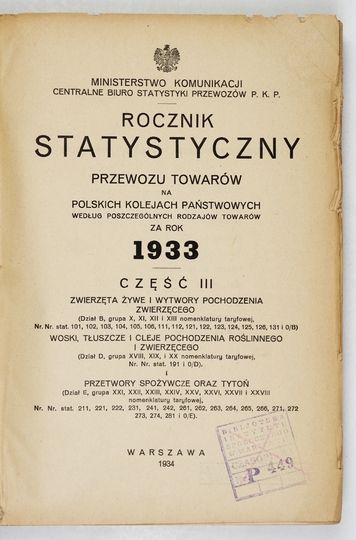 MINISTERSTWO KOMUNIKACJI
CENTRALNE BIURO STATYSTYKI PRZEWOZÓW P. K. P.
ROCZNIK
STATYSTYCZNY
PRZEWOZU TOWARÓW
NA
POLSKICH KOLEJACH PAŃSTWOWYCH
WEDŁUG POSZCZEGÓLNYCH RODZAJÓW TOWARÓW
ZA ROK
1933
CZĘŚĆ III
ZWIERZĘTA ŻYWE I WYTWORY POCHODZENIA
ZWIERZĘCEGO
(Dział B, grupa X, XI, XII i XIII nomenklatury taryfowej,
Nr. Nr. stat. 101, 102, 103, 104, 105, 106, 111, 112, 121, 122, 123, 124, 125, 126, 131 i 0/B)
WOSKI, TŁUSZCZE I CLEJE POCHODZENIA ROŚLINNEGO
I ZWIERZĘCEGO
(Dział D, grupa XVIII, XIX, i XX nomenklatury taryfowej,
Nr. Nr. stat. 191 i 0/D).
i
PRZETWORY SPOŻYWCZE ORAZ TYTOŃ
(Dział E, grupa XXI, XXII, XXIII, XXIV, XXV, XXVI, XXVII i XXVIII
nomenklatury taryfowej,
Nr. Nr. stat. 211, 221, 222, 231, 241, 242, 261, 262, 263, 264, 265, 266, 271, 272
273, 274, 281 i 0/E).
BIBLIOTEKA
INSTYTUTU
W WARSZAWIE
P 449
WARSZAWA
1934